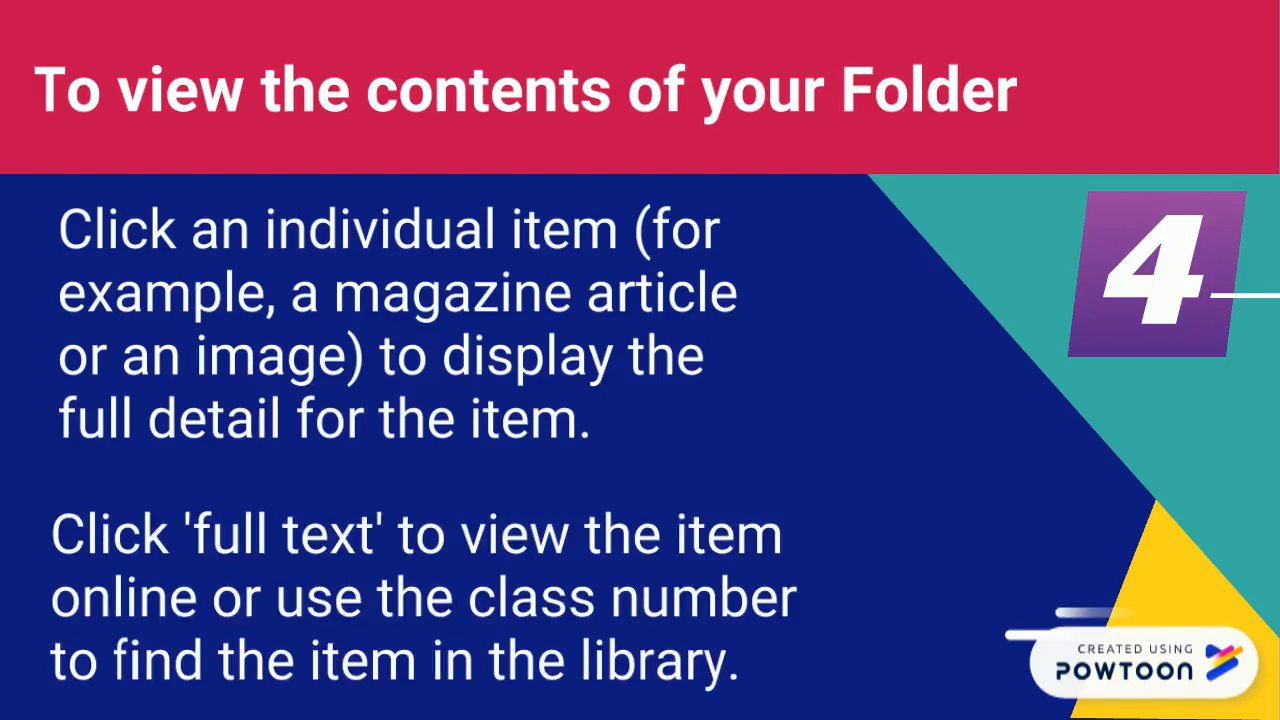 To view the contents of your Folder
4
Click an individual item (for
example, a magazine article
or an image) to display the
full detail for the item.
Click 'full text' to view the item
online or use the class number
to find the item in the library.
CREATED USING
POWTOON